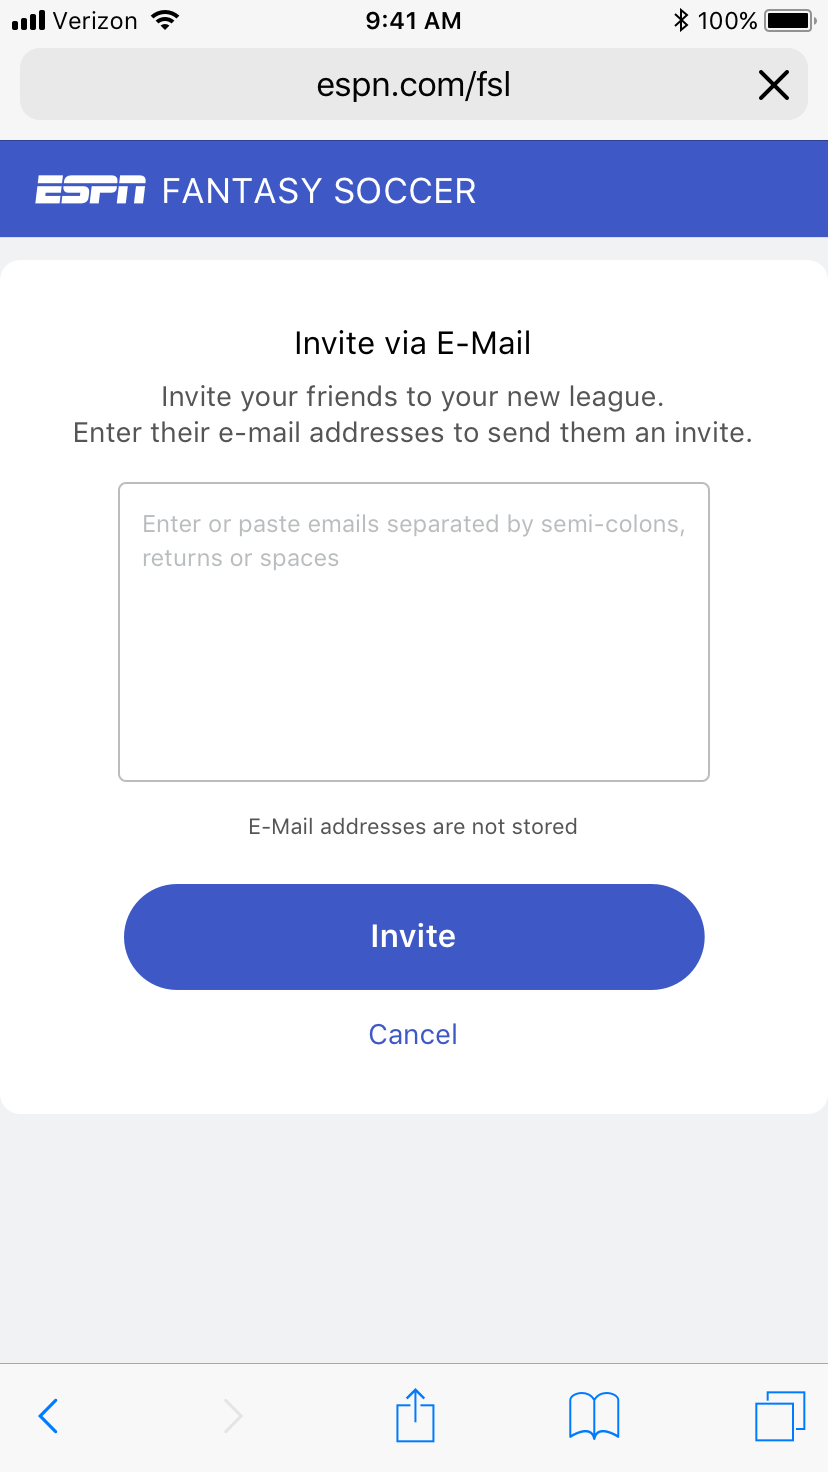 Verizon 9:41 AM 100%
espn.com/fsl
ESPN FANTASY SOCCER
Invite via E-Mail
Invite your friends to your new league.
Enter their e-mail addresses to send them an invite.
Enter or paste emails separated by semi-colons,
returns or spaces
E-Mail addresses are not stored
Invite
Cancel